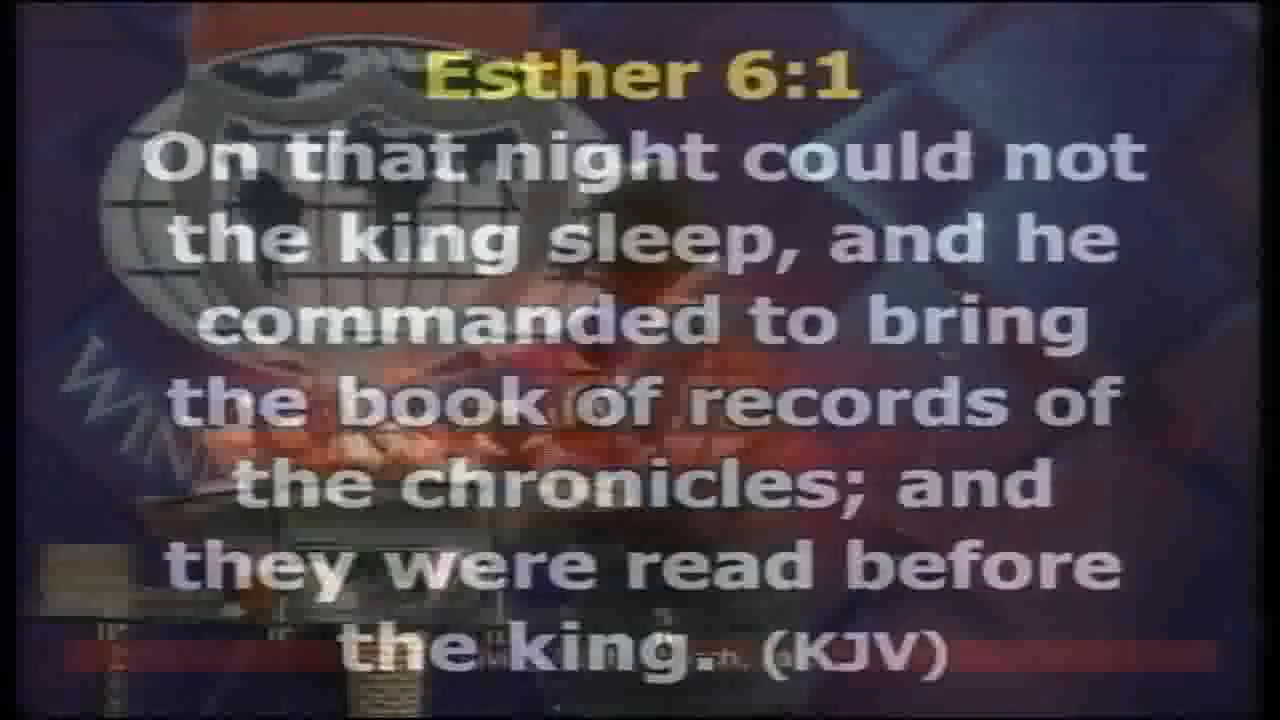 Esther 6:1
On that night could not
the king sleep, and he
commanded to bring
the book of records of
the chronicles; and
they were read before
the king. (KJV)
WIN